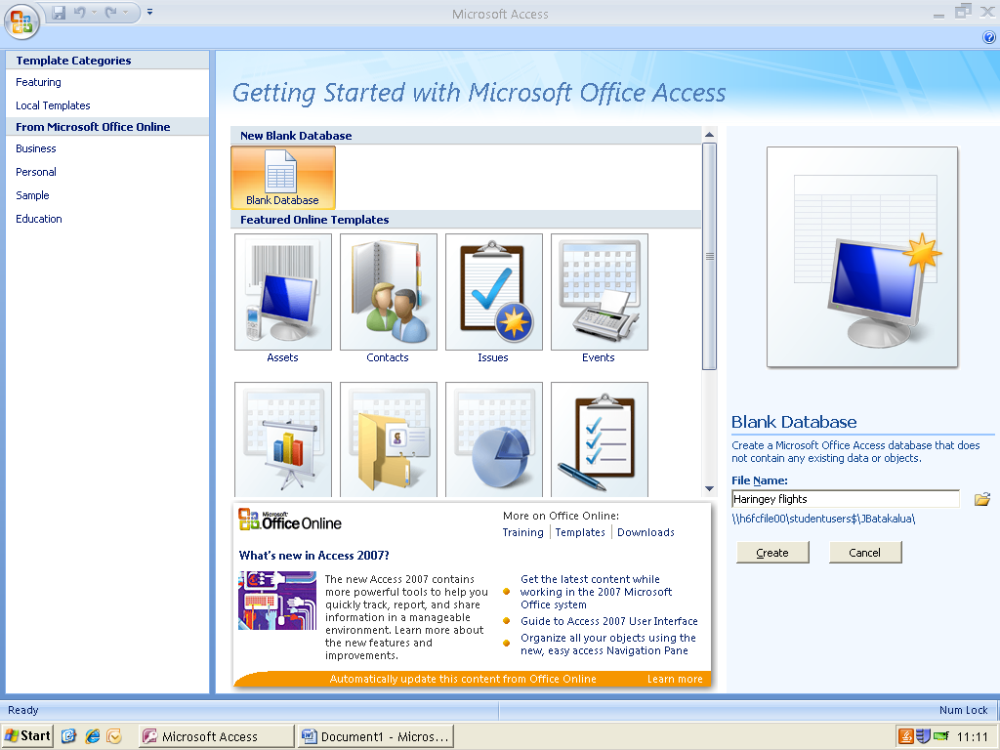 Microsoft Access
Template Categories
Featuring
Local Templates
From Microsoft Office Online
Business
Personal
Sample
Education
Getting Started with Microsoft Office Access
New Blank Database
Blank Database
Featured Online Templates
Assets
Contacts
Issues
Events
Microsoft
Office Online
More on Office Online:
Training | Templates | Downloads
What's new in Access 2007?
The new Access 2007 contains
more powerful tools to help you
quickly track, report, and share
information in a manageable
environment. Learn more about
the new features and
improvements.
Get the latest content while
working in the 2007 Microsoft
Office system
Guide to Access 2007 User Interface
Organize all your objects using the
new, easy access Navigation Pane
Automatically update this content from Office Online
Learn more
Blank Database
Create a Microsoft Office Access database that does
not contain any existing data or objects.
File Name:
Haringey flights
\\h6fcfile00\studentusers$\JBatakalua\
Create
Cancel
Ready
Num Lock
Start
Microsoft Access
Document1 - Micros...
11:11